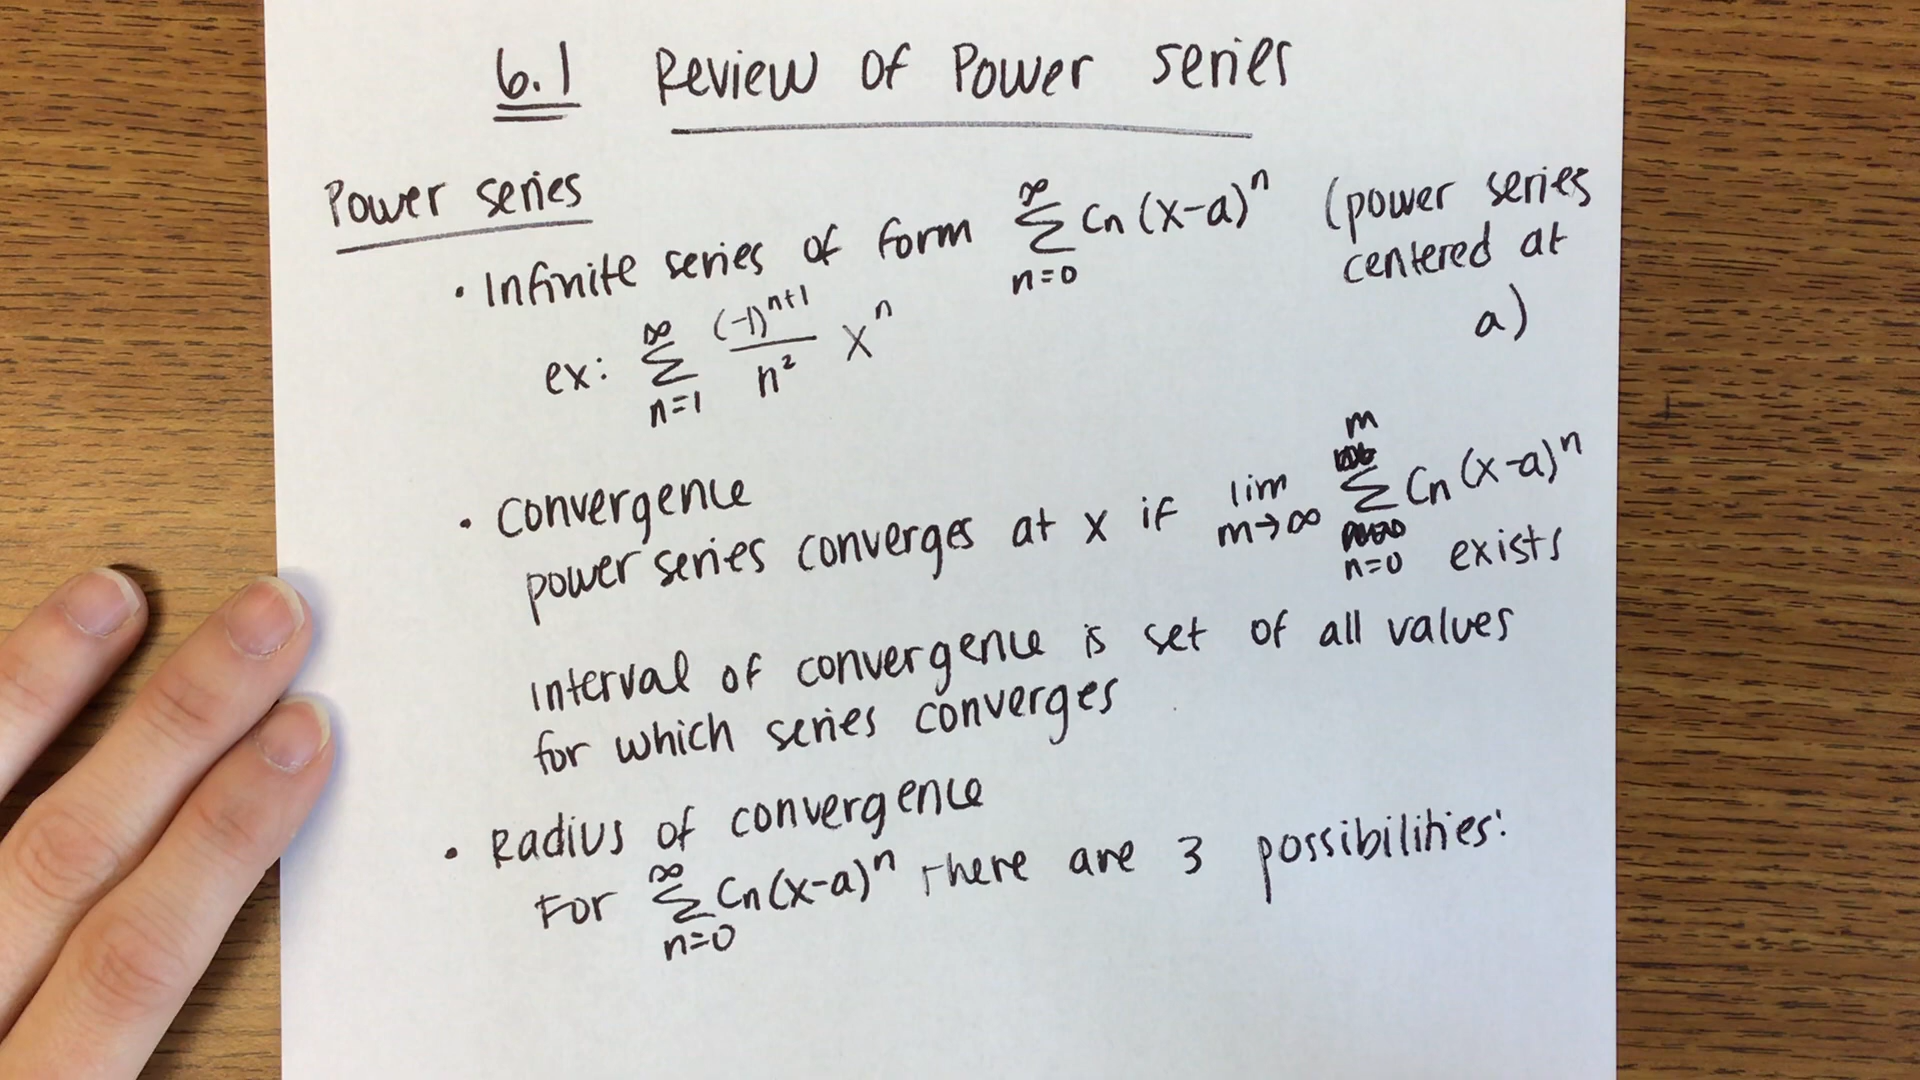 6.1 Review of Power series
Power series
• Infinite series of form ∞ Σ n=0 Cn (x-a)^n (power series
centered at
a)
ex: ∞ Σ n=1 (-1)^{n+1} / n² x^n
• Convergence
power series converges at x if lim m→∞ m Σ n=0 Cn (x-a)^n
exists
interval of convergence is set of all values
for which series converges
• Radius of convergence
For ∞ Σ n=0 Cn(x-a)^n there are 3 possibilities: